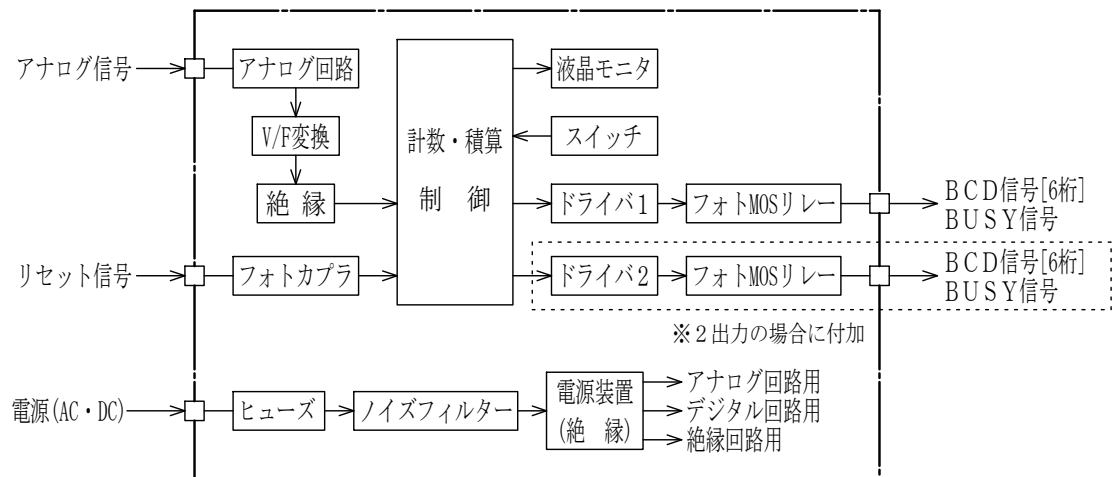 アナログ信号
アナログ回路
液晶モニタ
V/F変換
計数・積算
制 御
スイッチ
絶 縁
ドライバ1
フォトMOSリレー
BCD信号[6桁]
BUSY信号
リセット信号
フォトカプラ
ドライバ2
フォトMOSリレー
BCD信号[6桁]
BUSY信号
※2出力の場合に付加
電源(AC・DC)
ヒューズ
ノイズフィルター
電源装置
(絶 縁)
アナログ回路用
デジタル回路用
絶縁回路用